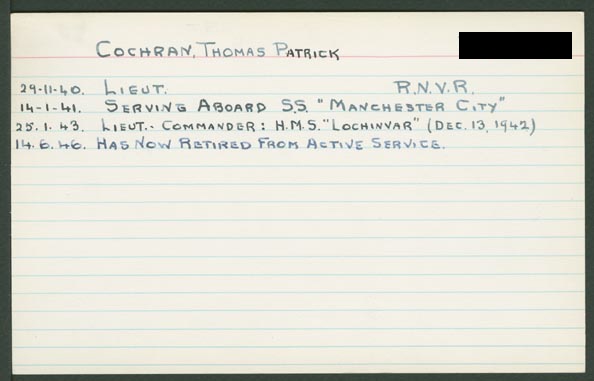 COCHRAN, THOMAS PATRICK
29-11-40. LIEUT. R.N.V.R.
14-1-41. SERVING ABOARD S.S. "MANCHESTER CITY"
25.1.43. LIEUT.-COMMANDER: H.M.S. "LOCHINVAR" (DEC. 13, 1942)
14.6.46. HAS NOW RETIRED FROM ACTIVE SERVICE.